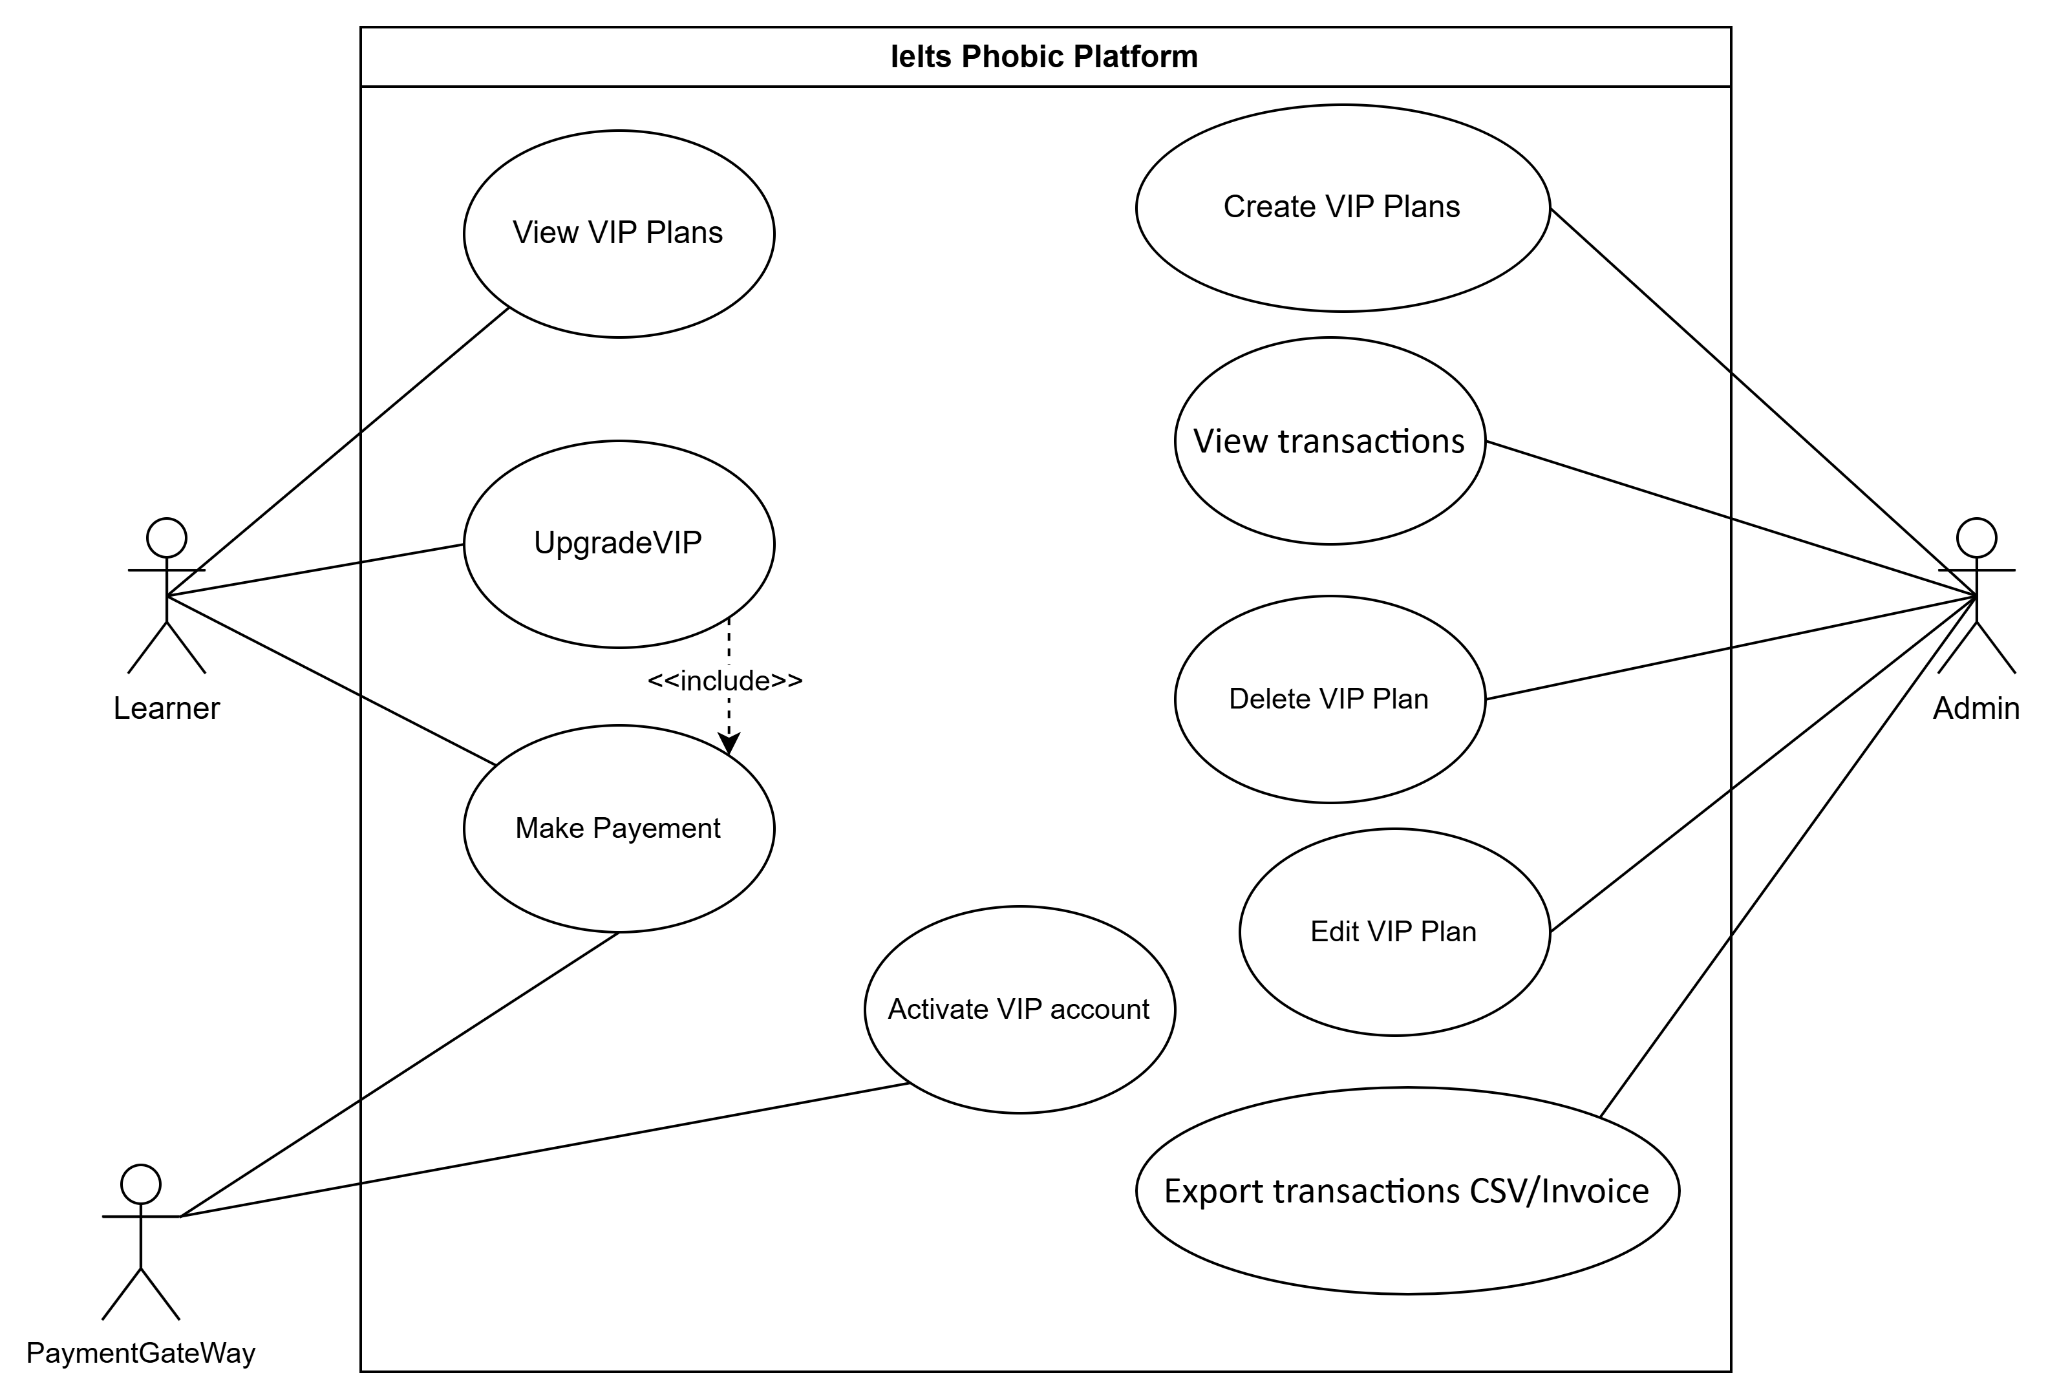 Ielts Phobic Platform
View VIP Plans
Create VIP Plans
View transactions
UpgradeVIP
<<include>>
Learner
Admin
Delete VIP Plan
Make Payement
Edit VIP Plan
Activate VIP account
Export transactions CSV/Invoice
PaymentGateWay